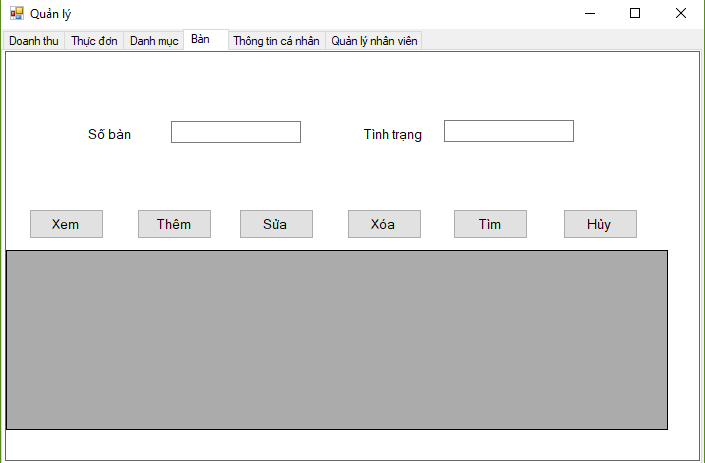 Quản lý
Doanh thu Thực đơn Danh mục Bàn Thông tin cá nhân Quản lý nhân viên
Số bàn Tình trạng
Xem Thêm Sửa Xóa Tìm Hủy